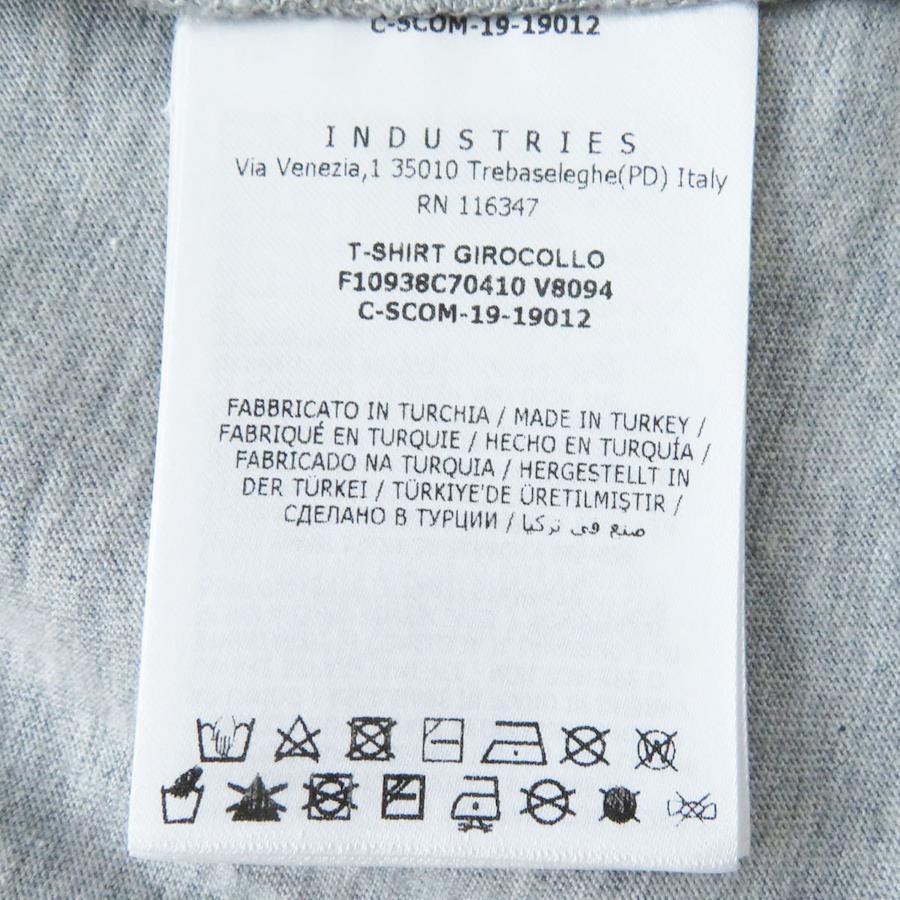 C-SCOM-19-19012
INDUSTRIES
Via Venezia,1 35010 Trebaseleghe(PD) Italy
RN 116347
T-SHIRT GIROCOLLO
F10938C70410 V8094
C-SCOM-19-19012
FABBRICATO IN TURCHIA / MADE IN TURKEY /
FABRIQUÉ EN TURQUIE / HECHO EN TURQUÍA /
FABRICADO NA TURQUIA / HERGESTELLT IN
DER TÜRKEI / TÜRKIYE'DE ÜRETILMIŞTIR /
СДЕЛАНО В ТУРЦИИ / صنع في تركيا